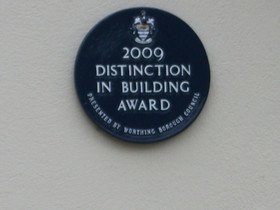 2009
DISTINCTION
IN BUILDING
AWARD
PRESENTED BY WORTHING BOROUGH COUNCIL